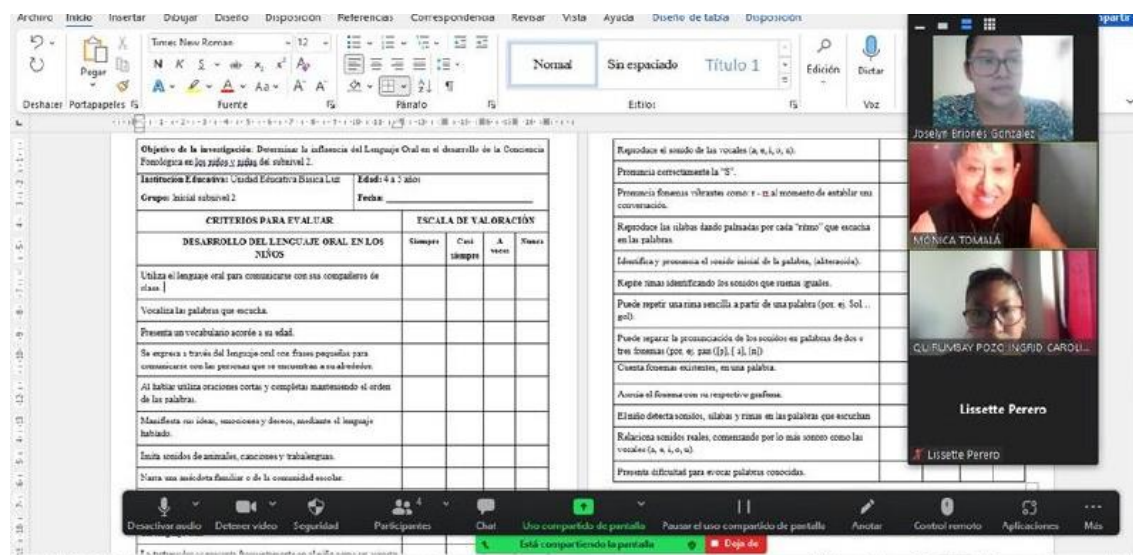 Archivo Inicio Insertar Dibujar Diseño Disposición Referencias Correspondencia Revisar Vista Ayuda Diseño de tabla Disposición
Times New Roman 12
Pegar
N K S
Normal
Sin espaciado
Título 1
Edición
Dictar
Deshacer Portapapeles Fuente Párrafo Estilos Voz
Objetivo de la investigación: Determinar la influencia del Lenguaje Oral en el desarrollo de la Conciencia
Fonológica en los niños y niñas del subnivel 2.
Institución Educativa: Unidad Educativa Básica Luz
Edad: 4 a 5 años
Grupo: Inicial subnivel 2
Fecha:
CRITERIOS PARA EVALUAR
ESCALA DE VALORACIÓN
DESARROLLO DEL LENGUAJE ORAL EN LOS
NIÑOS
Siempre
Casi
siempre
A
veces
Nunca
Utiliza el lenguaje oral para comunicarse con sus compañeros de
clase.
Vocaliza las palabras que escucha.
Presenta un vocabulario acorde a su edad.
Se expresa a través del lenguaje oral con frases pequeñas para
comunicarse con las personas que se encuentran a su alrededor.
Al hablar utiliza oraciones cortas y completas manteniendo el orden
de las palabras.
Manifiesta sus ideas, emociones y deseos, mediante el lenguaje
hablado.
Imita sonidos de animales, canciones y trabalenguas.
Narra una anécdota familiar o de la comunidad escolar.
Reproduce el sonido de las vocales (a, e, i, o, u).
Pronuncia correctamente la "S".
Pronuncia fonemas vibrantes como: r - rr al momento de establar una
conversación.
Reproduce las sílabas dando palmadas por cada "ritmo" que escucha
en las palabras.
Identifica y pronuncia el sonido inicial de la palabra, (aliteración).
Repite rimas identificando los sonidos que suenan iguales.
Puede repetir una rima sencilla a partir de una palabra (por. ej. Sol…
gol).
Puede separar la pronunciación de los sonidos en palabras de dos o
tres fonemas (por. ej. pan ([p], [ a], [n])
Cuenta fonemas existentes, en una palabra.
Asocia el fonema con su respectivo grafema.
El niño detecta sonidos, sílabas y rimas en las palabras que escuchan
Relaciona sonidos reales, comenzando por lo más sonoro como las
vocales (a, e, i, o, u)
Presenta dificultad para evocar palabras conocidas.
Joselyn Briones González
MÓNICA TOMALÁ
QUIRUMBAY POZO INGRID CAROLI...
Lissette Perero
Lissette Perero
Desactivar audio Detener video Seguridad Participantes 4 Chat Uso compartido de pantalla Pausar el uso compartido de pantalla Anotar Control remoto Aplicaciones Más
Está compartiendo la pantalla
Deja de